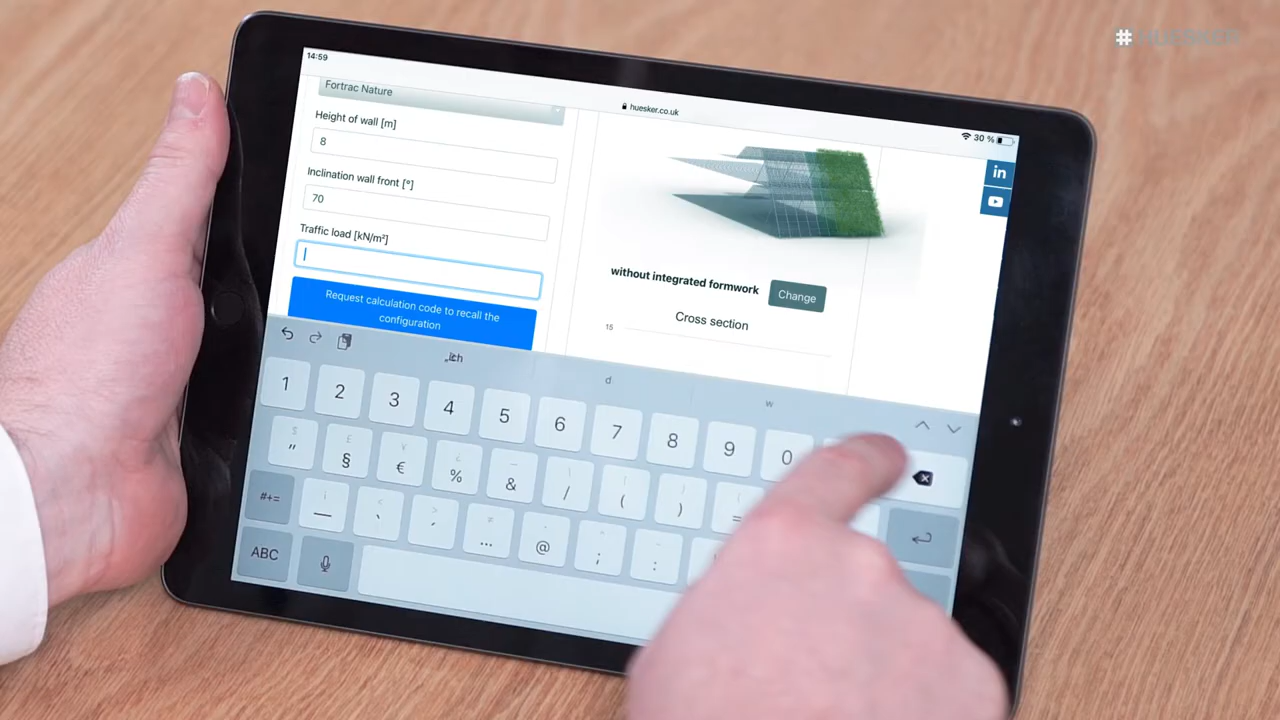 # HUESKER
14:59
huesker.co.uk
30 %
Fortrac Nature
Height of wall [m]
8
Inclination wall front [°]
70
Traffic load [kN/m²]
Request calculation code to recall the
configuration
in
without integrated formwork
Change
Cross section
15
d
w
1 2 3 4 5 6 7 8 9 0
" § € % & / ( ) =
#+= _ ... @ ; :
ABC